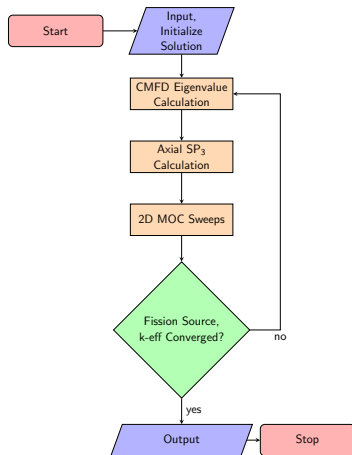 Start
Input,
Initialize
Solution
CMFD Eigenvalue
Calculation
Axial SP₃
Calculation
2D MOC Sweeps
Fission Source,
k-eff Converged?
no
yes
Output
Stop